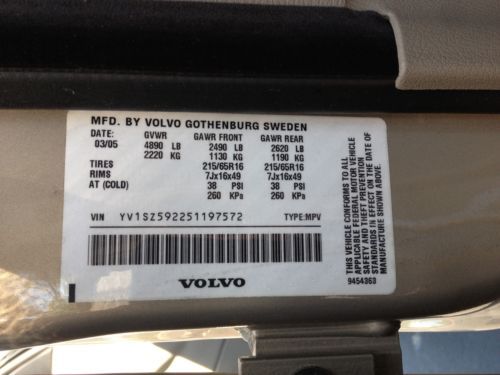 MFD. BY VOLVO GOTHENBURG SWEDEN
DATE: GVWR GAWR FRONT GAWR REAR
03/05 4890 LB 2490 LB 2620 LB
2220 KG 1130 KG 1190 KG
TIRES 215/65R16 215/65R16
RIMS 7Jx16x49 7Jx16x49
AT (COLD) 38 PSI 38 PSI
260 KPa 260 KPa
VIN YV1SZ592251197572 TYPE:MPV
VOLVO
THIS VEHICLE CONFORMS TO ALL
APPLICABLE FEDERAL MOTOR VEHICLE
SAFETY AND THEFT PREVENTION
STANDARDS IN EFFECT ON THE DATE OF
MANUFACTURE SHOWN ABOVE.
9454363